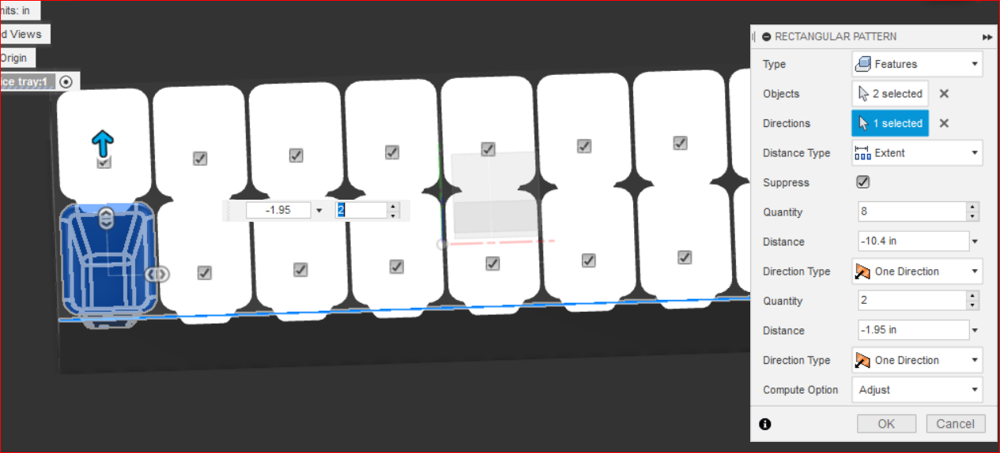 nits: in
d Views
Origin
ce tray:1
-1.95
2
RECTANGULAR PATTERN
Type Features
Objects 2 selected
Directions 1 selected
Distance Type Extent
Suppress
Quantity 8
Distance -10.4 in
Direction Type One Direction
Quantity 2
Distance -1.95 in
Direction Type One Direction
Compute Option Adjust
OK Cancel